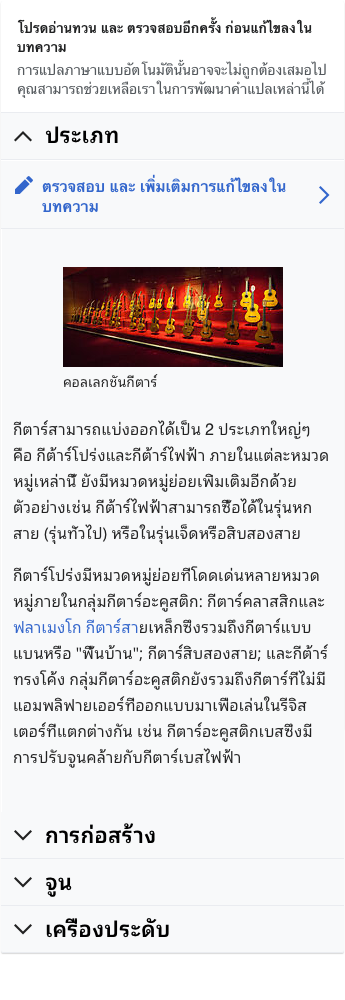 โปรดอ่านทวน และ ตรวจสอบอีกครั้ง ก่อนแก้ไขลงใน
บทความ
การแปลภาษาแบบอัตโนมัตินั้นอาจจะไม่ถูกต้องเสมอไป
คุณสามารถช่วยเหลือเราในการพัฒนาคำแปลเหล่านี้ได้
ประเภท
ตรวจสอบ และ เพิ่มเติมการแก้ไขลงใน
บทความ
คอลเลกชันกีตาร์
กีตาร์สามารถแบ่งออกได้เป็น 2 ประเภทใหญ่ๆ
คือ กีต้าร์โปร่งและกีต้าร์ไฟฟ้า ภายในแต่ละหมวด
หมู่เหล่านี้ ยังมีหมวดหมู่ย่อยเพิ่มเติมอีกด้วย
ตัวอย่างเช่น กีต้าร์ไฟฟ้าสามารถซื้อได้ในรุ่นหก
สาย (รุ่นทั่วไป) หรือในรุ่นเจ็ดหรือสิบสองสาย
กีตาร์โปร่งมีหมวดหมู่ย่อยที่โดดเด่นหลายหมวด
หมู่ภายในกลุ่มกีตาร์อะคูสติก: กีตาร์คลาสสิกและ
ฟลาเมงโก กีตาร์สายเหล็กซึ่งรวมถึงกีตาร์แบบ
แบนหรือ "พื้นบ้าน"; กีตาร์สิบสองสาย; และกีต้าร์
ทรงโค้ง กลุ่มกีตาร์อะคูสติกยังรวมถึงกีตาร์ที่ไม่มี
แอมพลิฟายเออร์ที่ออกแบบมาเพื่อเล่นในรีจิส
เตอร์ที่แตกต่างกัน เช่น กีตาร์อะคูสติกเบสซึ่งมี
การปรับจูนคล้ายกับกีตาร์เบสไฟฟ้า
การก่อสร้าง
จูน
เครื่องประดับ